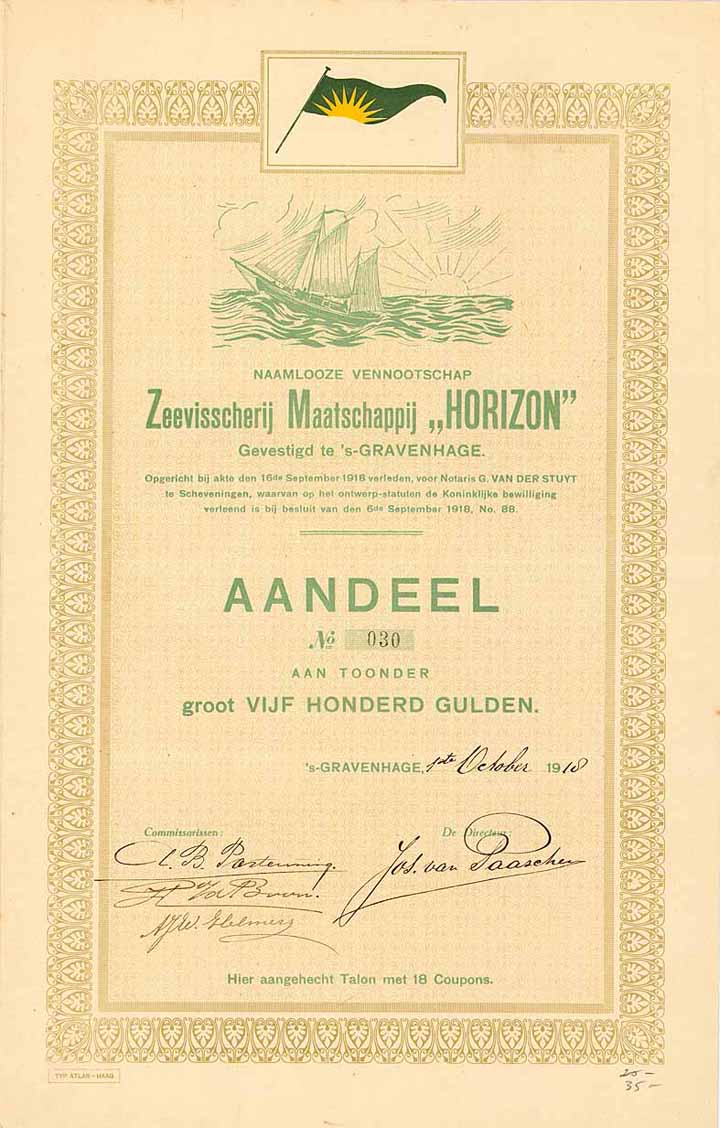 NAAMLOOZE VENNOOTSCHAP
Zeevisscherij Maatschappij „HORIZON”
Gevestigd te 's-GRAVENHAGE.
Opgericht bij akte den 16de September 1918 verleden, voor Notaris G. VAN DER STUYT
te Scheveningen, waarvan op het ontwerp-statuten de Koninklijke bewilliging
verleend is bij besluit van den 6de September 1918, No. 88.
AANDEEL
No 030
AAN TOONDER
groot VIJF HONDERD GULDEN.
's-GRAVENHAGE, 1ste October 1918
Commissarissen: De Directeur:
Jos. van Paaschen
Hier aangehecht Talon met 18 Coupons.
TYP. ATLAS - HAAG
35 -